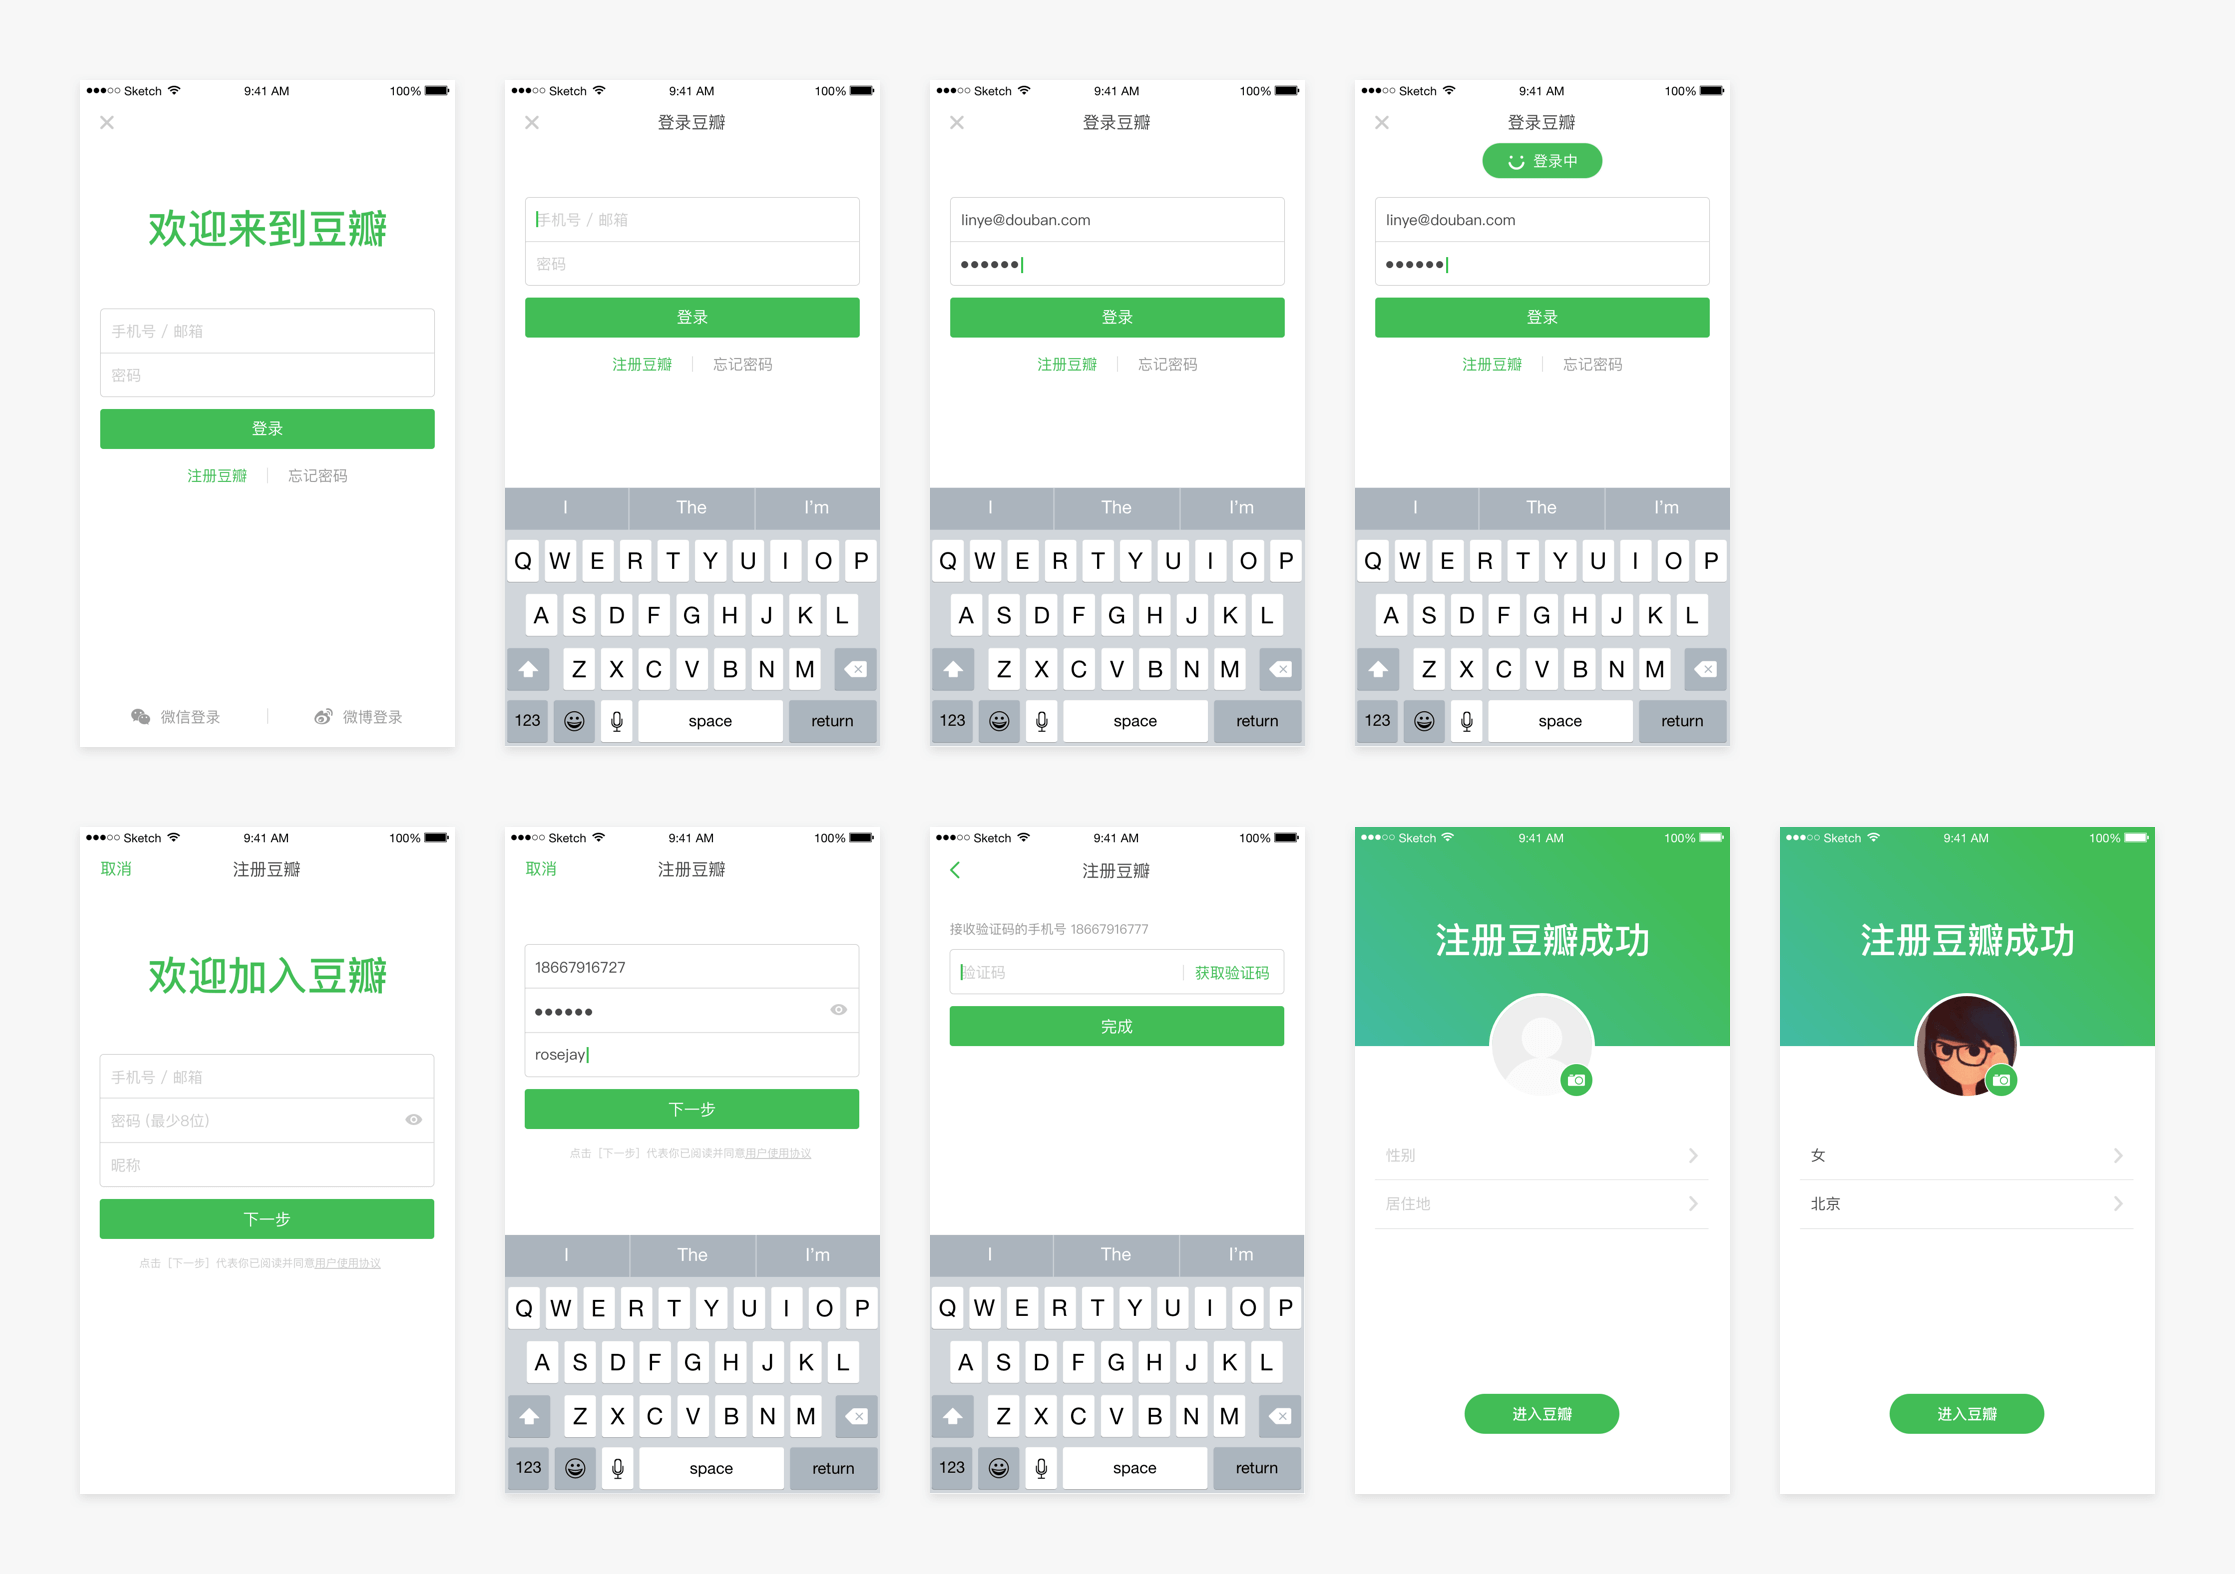 Sketch 9:41 AM 100%
欢迎来到豆瓣
手机号 / 邮箱
密码
登录
注册豆瓣 忘记密码
微信登录 微博登录
Sketch 9:41 AM 100%
登录豆瓣
手机号 / 邮箱
密码
登录
注册豆瓣 忘记密码
I The I'm
Q W E R T Y U I O P
A S D F G H J K L
Z X C V B N M
123 space return
Sketch 9:41 AM 100%
登录豆瓣
linye@douban.com
••••••
登录
注册豆瓣 忘记密码
I The I'm
Q W E R T Y U I O P
A S D F G H J K L
Z X C V B N M
123 space return
Sketch 9:41 AM 100%
登录豆瓣
登录中
linye@douban.com
••••••
登录
注册豆瓣 忘记密码
I The I'm
Q W E R T Y U I O P
A S D F G H J K L
Z X C V B N M
123 space return
Sketch 9:41 AM 100%
取消 注册豆瓣
欢迎加入豆瓣
手机号 / 邮箱
密码 (最少8位)
昵称
下一步
点击［下一步］代表你已阅读并同意用户使用协议
Sketch 9:41 AM 100%
取消 注册豆瓣
18667916727
••••••
rosejay
下一步
点击［下一步］代表你已阅读并同意用户使用协议
I The I'm
Q W E R T Y U I O P
A S D F G H J K L
Z X C V B N M
123 space return
Sketch 9:41 AM 100%
注册豆瓣
接收验证码的手机号 18667916777
验证码 获取验证码
完成
I The I'm
Q W E R T Y U I O P
A S D F G H J K L
Z X C V B N M
123 space return
Sketch 9:41 AM 100%
注册豆瓣成功
性别
居住地
进入豆瓣
Sketch 9:41 AM 100%
注册豆瓣成功
女
北京
进入豆瓣